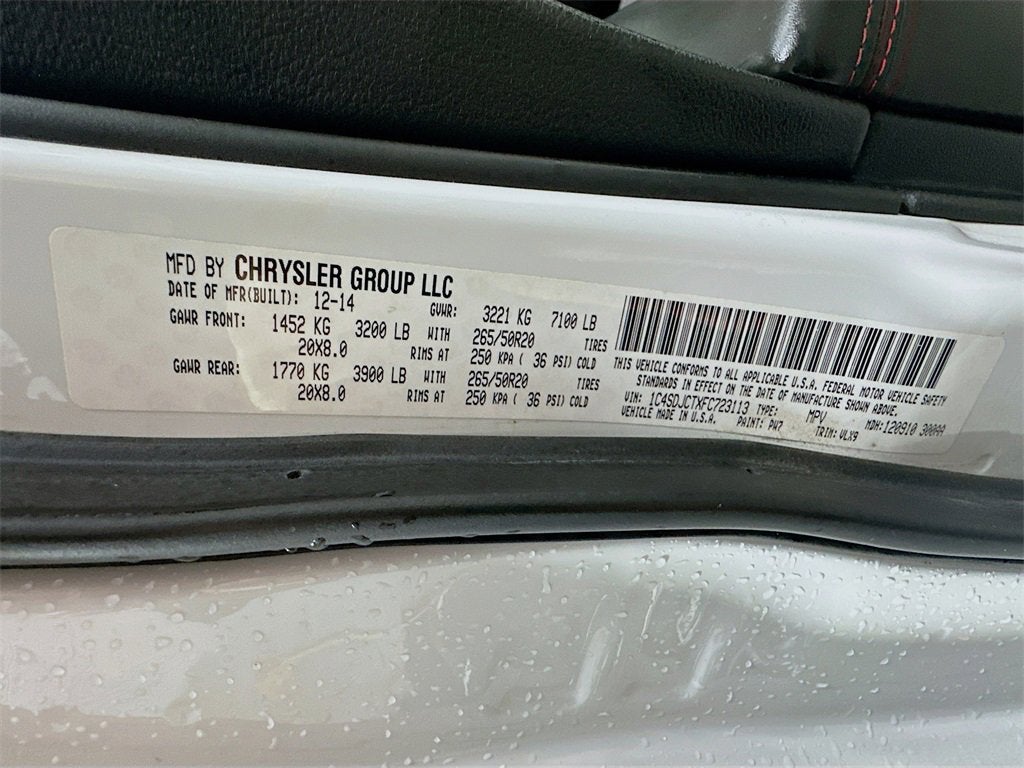 MFD BY CHRYSLER GROUP LLC
DATE OF MFR(BUILT): 12-14 GVWR: 3221 KG 7100 LB
GAWR FRONT: 1452 KG 3200 LB WITH 265/50R20 TIRES
20X8.0 RIMS AT 250 KPA ( 36 PSI) COLD
GAWR REAR: 1770 KG 3900 LB WITH 265/50R20 TIRES
20X8.0 RIMS AT 250 KPA ( 36 PSI) COLD
THIS VEHICLE CONFORMS TO ALL APPLICABLE U.S.A. FEDERAL MOTOR VEHICLE SAFETY
STANDARDS IN EFFECT ON THE DATE OF MANUFACTURE SHOWN ABOVE.
VIN: 1C4SDJCTXFC723113 TYPE: MPV MDH: 120910 300AA
VEHICLE MADE IN U.S.A. PAINT: PW7 TRIM: VLX9